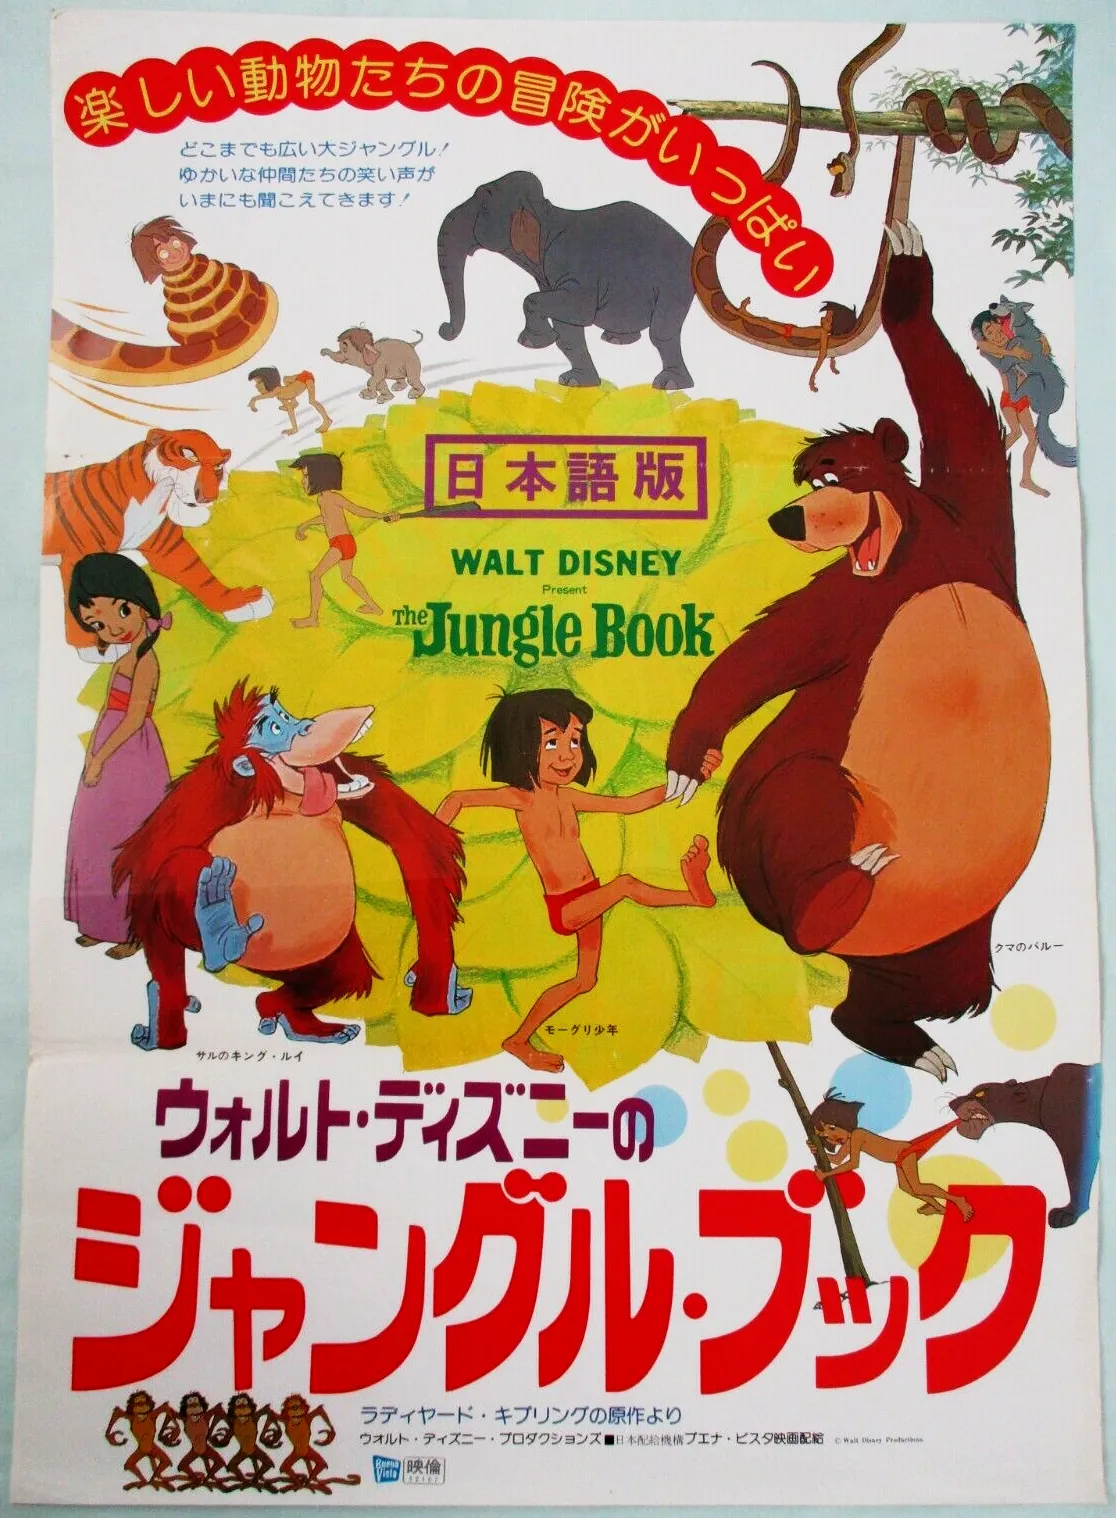 楽しい動物たちの冒険がいっぱい
どこまでも広い大ジャングル!
ゆかいな仲間たちの笑い声が
いまにも聞こえてきます!
日本語版
WALT DISNEY
Present
The Jungle Book
クマのバルー
モーグリ少年
サルのキング・ルイ
ウォルト・ディズニーの
ジャングル・ブック
ラディヤード・キプリングの原作より
ウォルト・ディズニー・プロダクションズ■日本配給機構ブエナ・ビスタ映画配給 © Walt Disney Productions
Buena Vista 映倫